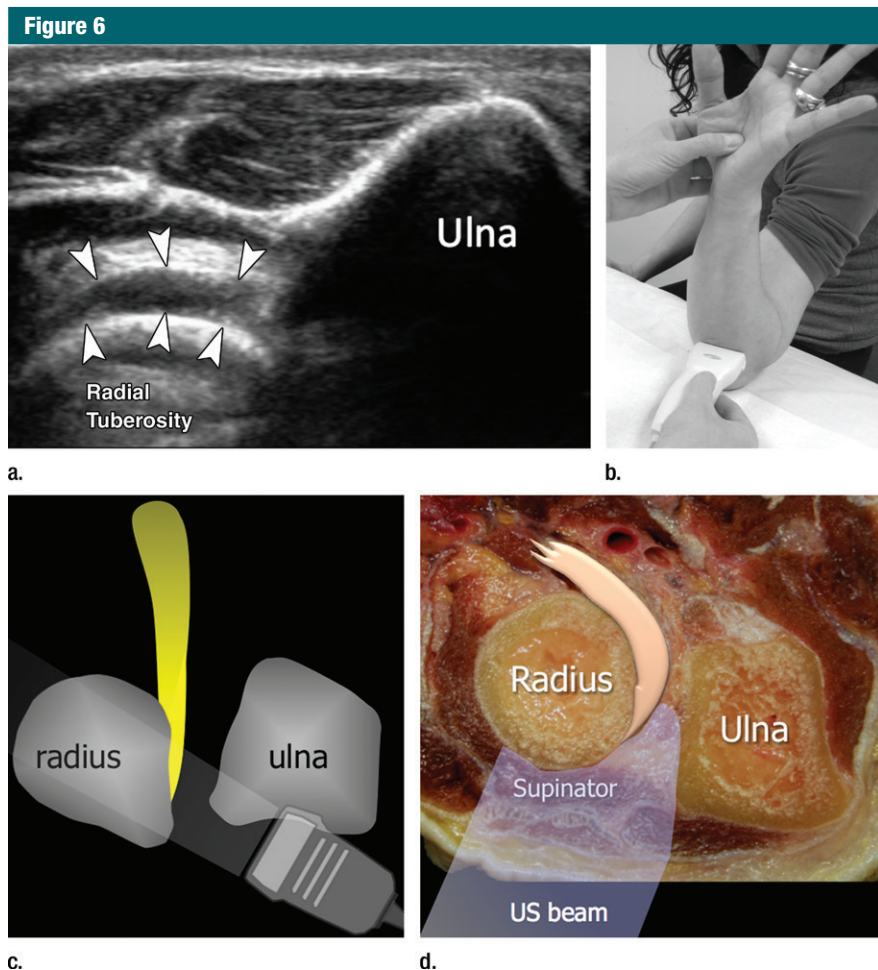 Figure 6
Ulna
Radial
Tuberosity
a.
b.
radius
ulna
c.
Radius
Ulna
Supinator
US beam
d.